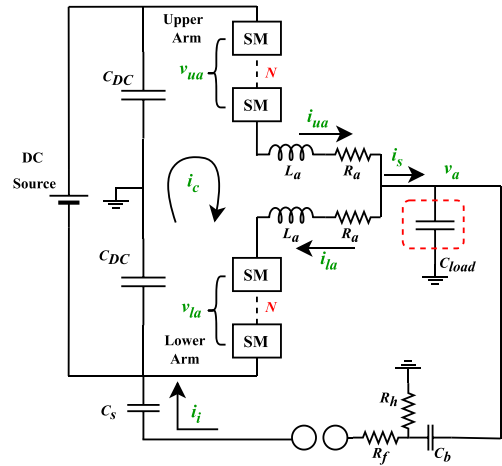 Upper
Arm
SM
v_ua
N
C_DC
SM
i_ua
DC
Source
L_a
R_a
i_s
v_a
i_c
L_a
R_a
i_la
C_load
C_DC
SM
v_la
N
Lower
Arm
SM
C_s
i_i
R_h
R_f
C_b